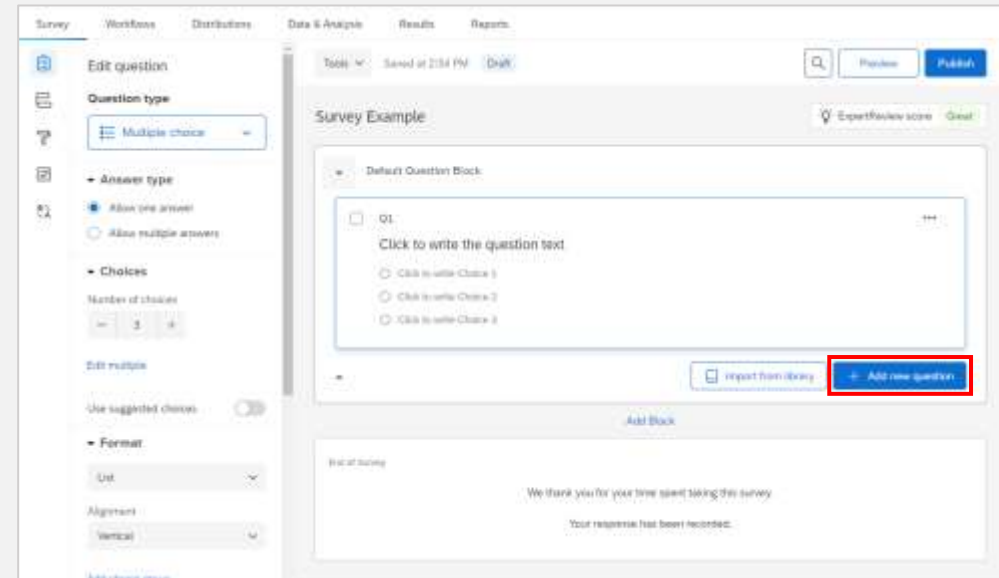 Survey Workflows Distributions Data & Analysis Results Reports
Edit question
Question type
Multiple choice
Answer type
Allow one answer
Allow multiple answers
Choices
Number of choices
3
Edit multiple
Use suggested choices
Format
List
Alignment
Vertical
Tools Saved at 2:34 PM Draft
Preview Publish
Survey Example
ExpertReview score Great
Default Question Block
Q1
Click to write the question text
Click to write Choice 1
Click to write Choice 2
Click to write Choice 3
Import from library + Add new question
Add Block
End of Survey
We thank you for your time spent taking this survey.
Your response has been recorded.